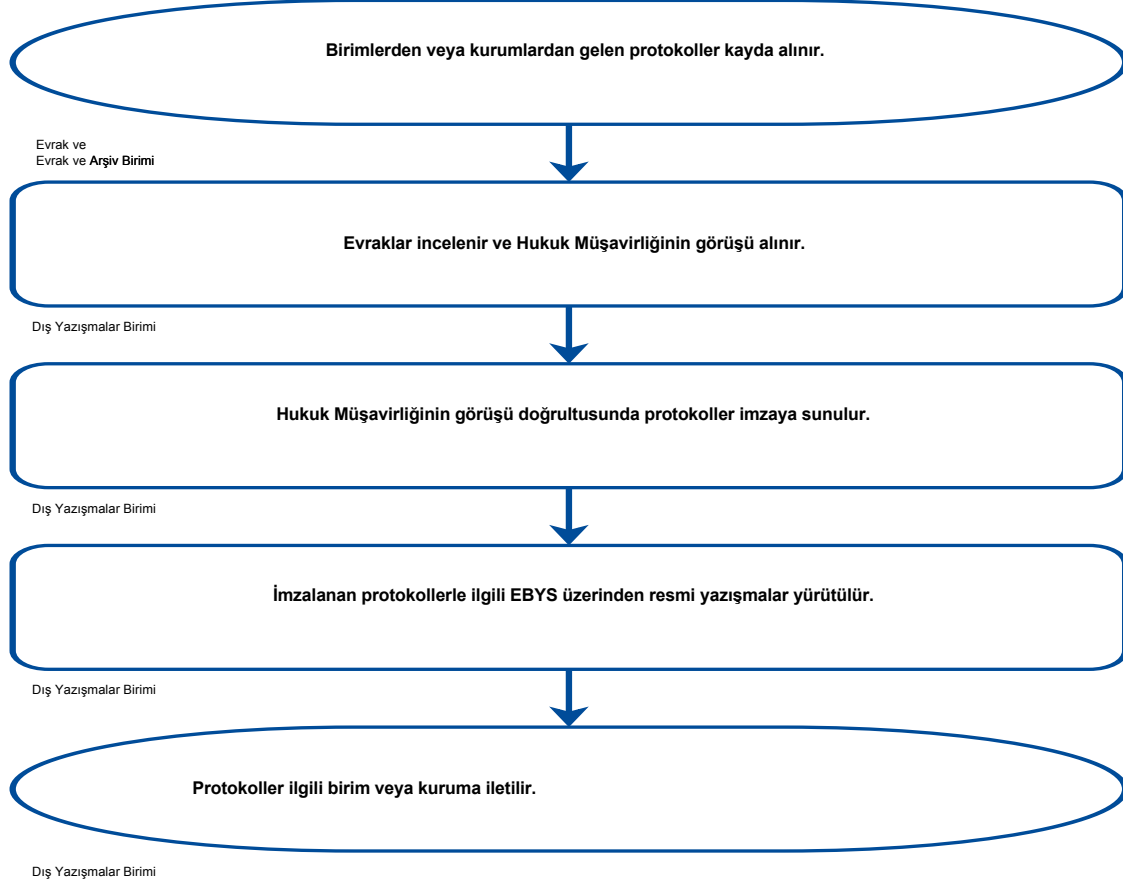 Birimlerden veya kurumlardan gelen protokoller kayda alınır.
Evrak ve
Evrak ve Arşiv Birimi
Evraklar incelenir ve Hukuk Müşavirliğinin görüşü alınır.
Dış Yazışmalar Birimi
Hukuk Müşavirliğinin görüşü doğrultusunda protokoller imzaya sunulur.
Dış Yazışmalar Birimi
İmzalanan protokollerle ilgili EBYS üzerinden resmi yazışmalar yürütülür.
Dış Yazışmalar Birimi
Protokoller ilgili birim veya kuruma iletilir.
Dış Yazışmalar Birimi